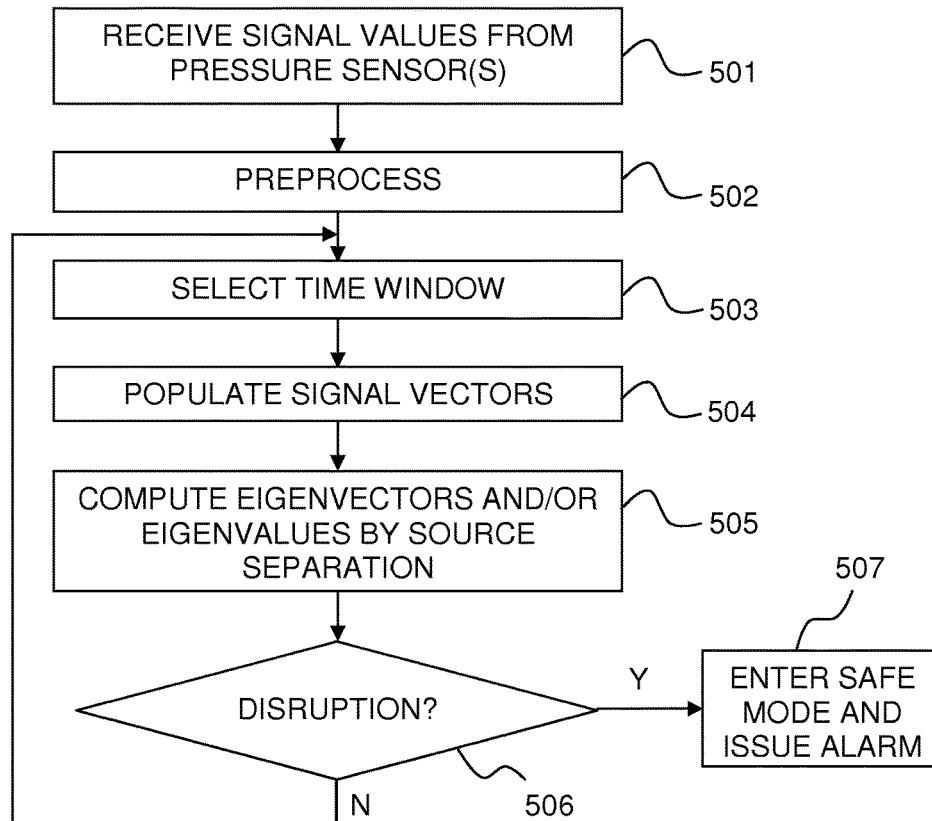 RECEIVE SIGNAL VALUES FROM
PRESSURE SENSOR(S)
501
PREPROCESS
502
SELECT TIME WINDOW
503
POPULATE SIGNAL VECTORS
504
COMPUTE EIGENVECTORS AND/OR
EIGENVALUES BY SOURCE
SEPARATION
505
DISRUPTION?
506
Y
N
507
ENTER SAFE
MODE AND
ISSUE ALARM